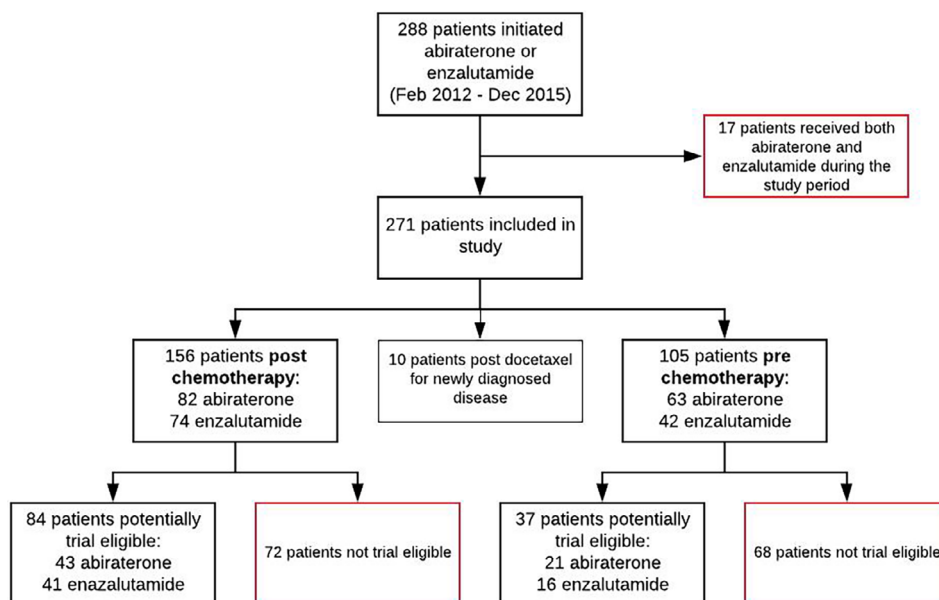 288 patients initiated
abiraterone or
enzalutamide
(Feb 2012 - Dec 2015)
17 patients received both
abiraterone and
enzalutamide during the
study period
271 patients included in
study
156 patients post
chemotherapy:
82 abiraterone
74 enzalutamide
10 patients post docetaxel
for newly diagnosed
disease
105 patients pre
chemotherapy:
63 abiraterone
42 enzalutamide
84 patients potentially
trial eligible:
43 abiraterone
41 enazalutamide
72 patients not trial eligible
37 patients potentially
trial eligible:
21 abiraterone
16 enzalutamide
68 patients not trial eligible